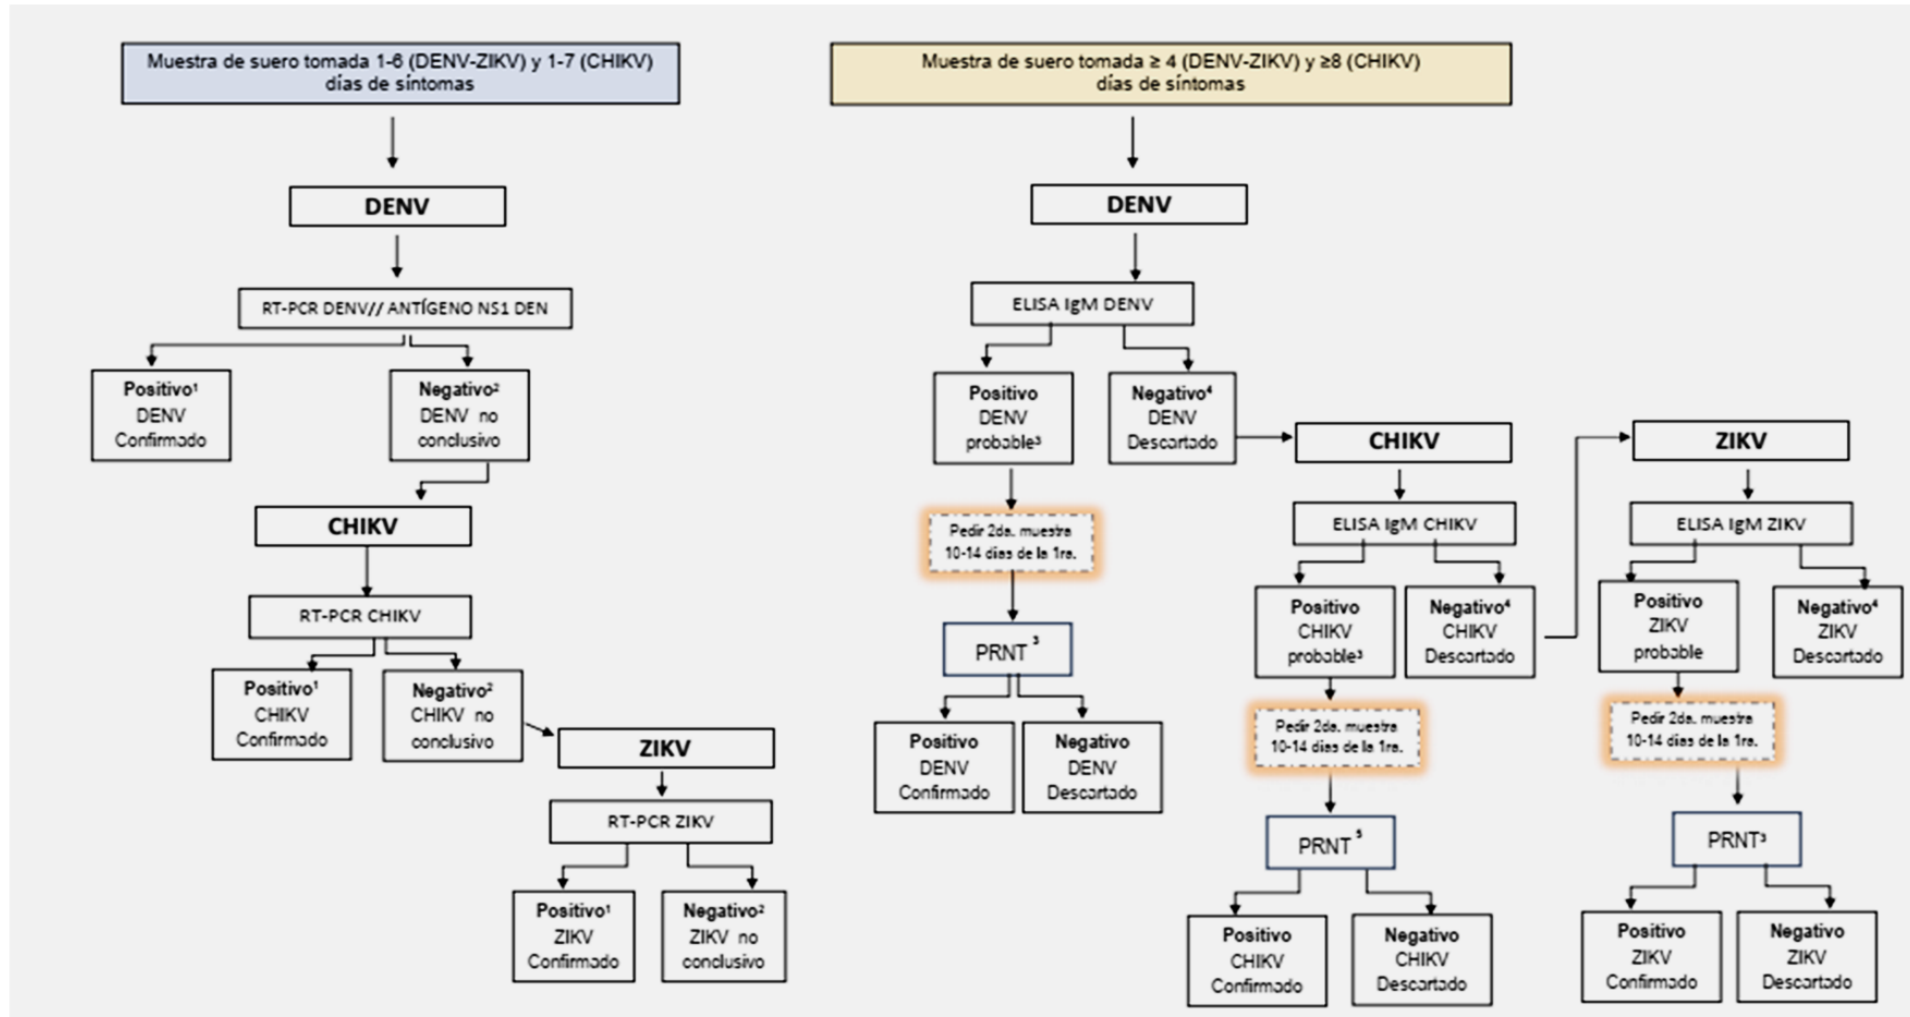 Muestra de suero tomada 1-6 (DENV-ZIKV) y 1-7 (CHIKV)
días de síntomas
DENV
RT-PCR DENV// ANTÍGENO NS1 DEN
Positivo¹
DENV
Confirmado
Negativo²
DENV no
conclusivo
CHIKV
RT-PCR CHIKV
Positivo¹
CHIKV
Confirmado
Negativo²
CHIKV no
conclusivo
ZIKV
RT-PCR ZIKV
Positivo¹
ZIKV
Confirmado
Negativo²
ZIKV no
conclusivo
Muestra de suero tomada ≥ 4 (DENV-ZIKV) y ≥8 (CHIKV)
días de síntomas
DENV
ELISA IgM DENV
Positivo
DENV
probable³
Negativo⁴
DENV
Descartado
Pedir 2da. muestra
10-14 días de la 1ra.
PRNT ³
Positivo
DENV
Confirmado
Negativo
DENV
Descartado
CHIKV
ELISA IgM CHIKV
Positivo
CHIKV
probable³
Negativo⁴
CHIKV
Descartado
Pedir 2da. muestra
10-14 días de la 1ra.
PRNT ⁵
Positivo
CHIKV
Confirmado
Negativo
CHIKV
Descartado
ZIKV
ELISA IgM ZIKV
Positivo
ZIKV
probable
Negativo⁴
ZIKV
Descartado
Pedir 2da. muestra
10-14 días de la 1ra.
PRNT³
Positivo
ZIKV
Confirmado
Negativo
ZIKV
Descartado